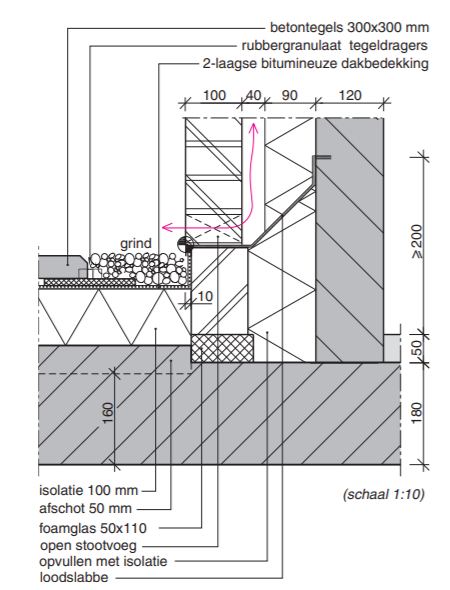 betontegels 300x300 mm
rubbergranulaat tegeldragers
2-laagse bitumineuze dakbedekking
100 40 90 120
grind
≥200
10
50
160
180
isolatie 100 mm
afschot 50 mm
foamglas 50x110
open stootvoeg
opvullen met isolatie
loodslabbe
(schaal 1:10)